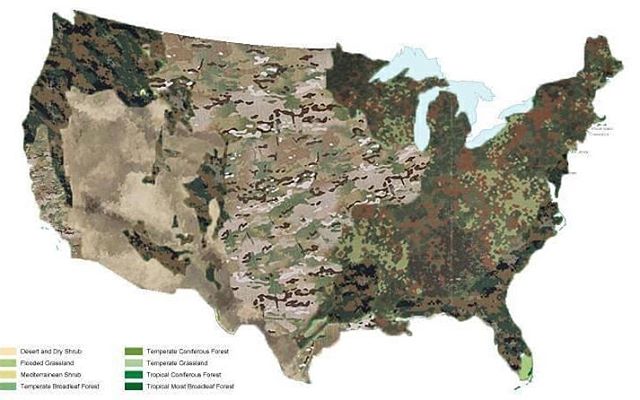 Desert and Dry Shrub
Flooded Grassland
Mediterranean Shrub
Temperate Broadleaf Forest
Temperate Coniferous Forest
Temperate Grassland
Tropical Coniferous Forest
Tropical Moist Broadleaf Forest